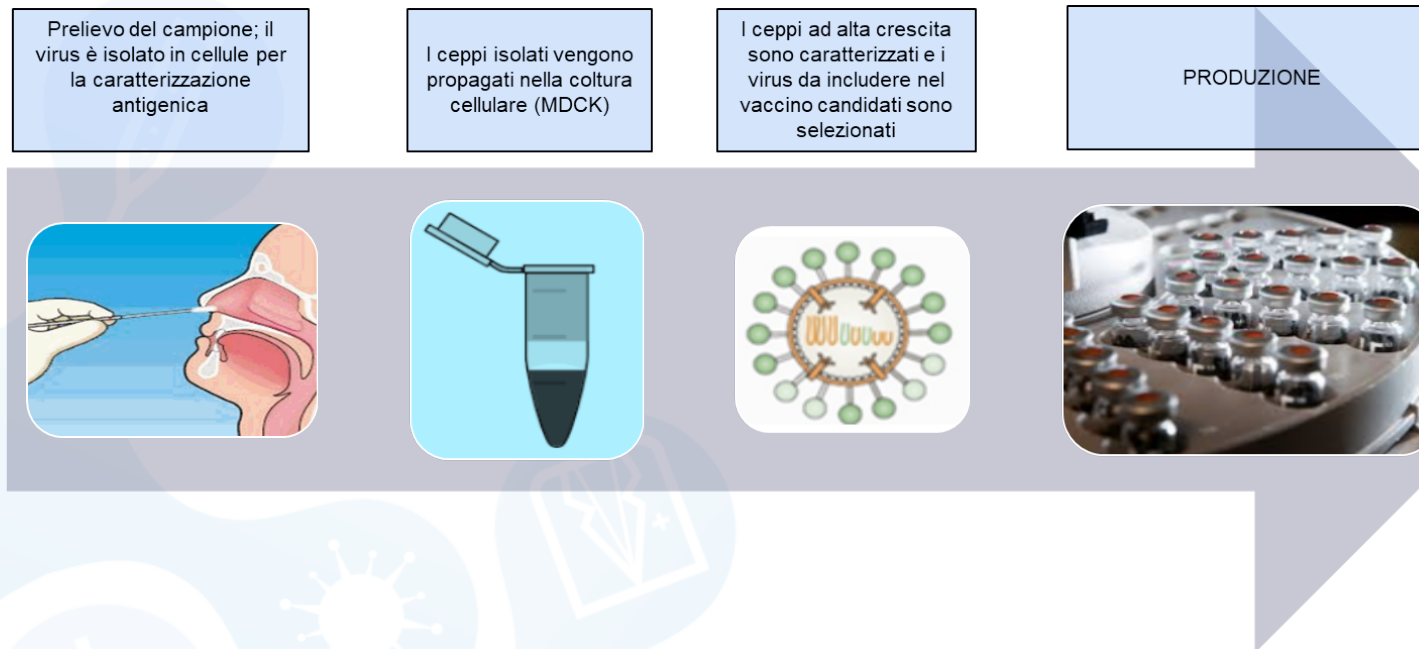 Prelievo del campione; il
virus è isolato in cellule per
la caratterizzazione
antigenica
I ceppi isolati vengono
propagati nella coltura
cellulare (MDCK)
I ceppi ad alta crescita
sono caratterizzati e i
virus da includere nel
vaccino candidati sono
selezionati
PRODUZIONE